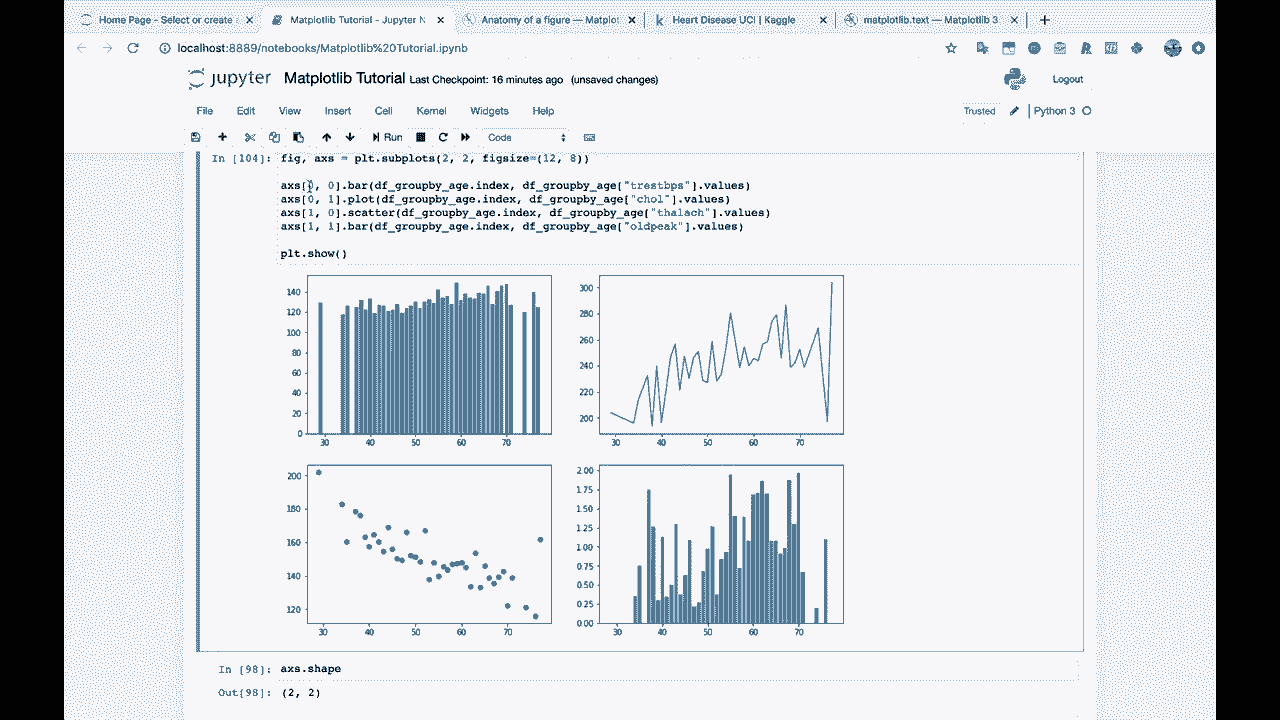 Home Page - Select or create
Matplotlib Tutorial - Jupyter N
Anatomy of a figure — Matplot
Heart Disease UCI | Kaggle
matplotlib.text — Matplotlib 3
localhost:8889/notebooks/Matplotlib%20Tutorial.ipynb
jupyter Matplotlib Tutorial Last Checkpoint: 16 minutes ago (unsaved changes)
Logout
File Edit View Insert Cell Kernel Widgets Help
Trusted Python 3
Run Code
In [104]: fig, axs = plt.subplots(2, 2, figsize=(12, 8))
axs[0, 0].bar(df_groupby_age.index, df_groupby_age["trestbps"].values)
axs[0, 1].plot(df_groupby_age.index, df_groupby_age["chol"].values)
axs[1, 0].scatter(df_groupby_age.index, df_groupby_age["thalach"].values)
axs[1, 1].bar(df_groupby_age.index, df_groupby_age["oldpeak"].values)
plt.show()
140
120
100
80
60
40
20
0
30 40 50 60 70
300
280
260
240
220
200
30 40 50 60 70
200
180
160
140
120
30 40 50 60 70
2.00
1.75
1.50
1.25
1.00
0.75
0.50
0.25
0.00
30 40 50 60 70
In [98]: axs.shape
Out[98]: (2, 2)